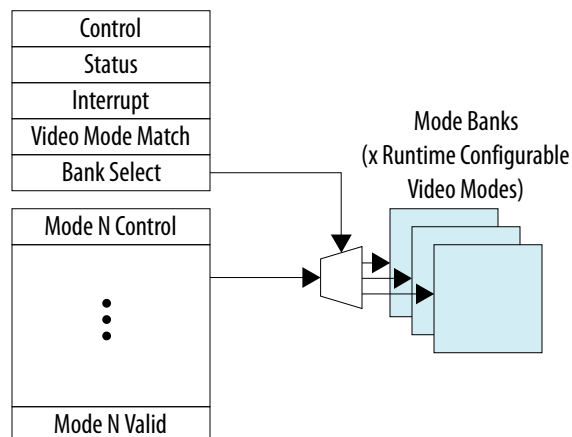 Control
Status
Interrupt
Video Mode Match
Bank Select
Mode N Control
Mode N Valid
Mode Banks
(x Runtime Configurable
Video Modes)